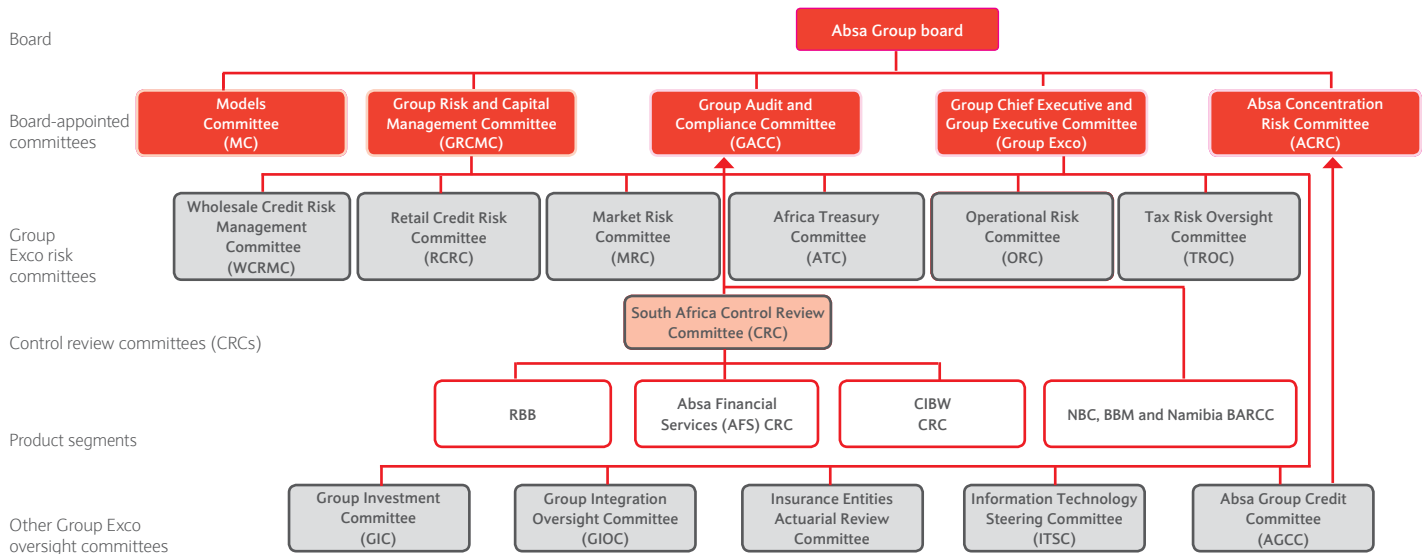 Board
Absa Group board
Board-appointed
committees
Models
Committee
(MC)
Group Risk and Capital
Management Committee
(GRCMC)
Group Audit and
Compliance Committee
(GACC)
Group Chief Executive and
Group Executive Committee
(Group Exco)
Absa Concentration
Risk Committee
(ACRC)
Group
Exco risk
committees
Wholesale Credit Risk
Management
Committee
(WCRMC)
Retail Credit Risk
Committee
(RCRC)
Market Risk
Committee
(MRC)
Africa Treasury
Committee
(ATC)
Operational Risk
Committee
(ORC)
Tax Risk Oversight
Committee
(TROC)
Control review committees (CRCs)
South Africa Control Review
Committee (CRC)
Product segments
RBB
Absa Financial
Services (AFS) CRC
CIBW
CRC
NBC, BBM and Namibia BARCC
Other Group Exco
oversight committees
Group Investment
Committee
(GIC)
Group Integration
Oversight Committee
(GIOC)
Insurance Entities
Actuarial Review
Committee
Information Technology
Steering Committee
(ITSC)
Absa Group Credit
Committee
(AGCC)